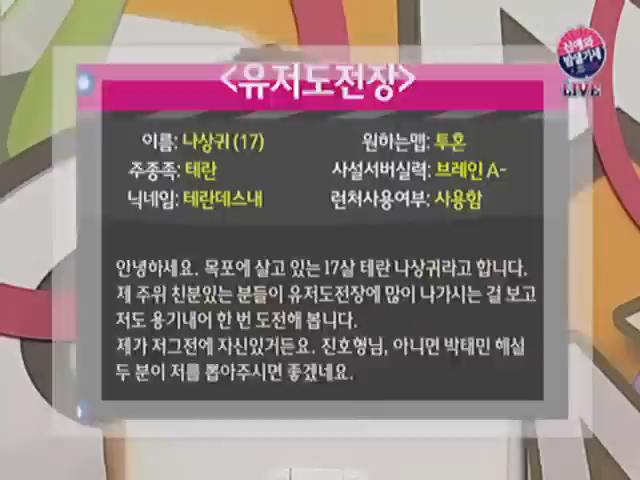 <유저도전장>
LIVE
이름: 나상귀 (17) 원하는맵: 투혼
주종족: 테란 사설서버실력: 브레인 A-
닉네임: 테란데스내 런처사용여부: 사용함
안녕하세요. 목포에 살고 있는 17살 테란 나상귀라고 합니다.
제 주위 친분있는 분들이 유저도전장에 많이 나가시는 걸 보고
저도 용기내어 한 번 도전해 봅니다.
제가 저그전에 자신있거든요. 진호형님, 아니면 박태민 해설
두 분이 저를 뽑아주시면 좋겠네요.